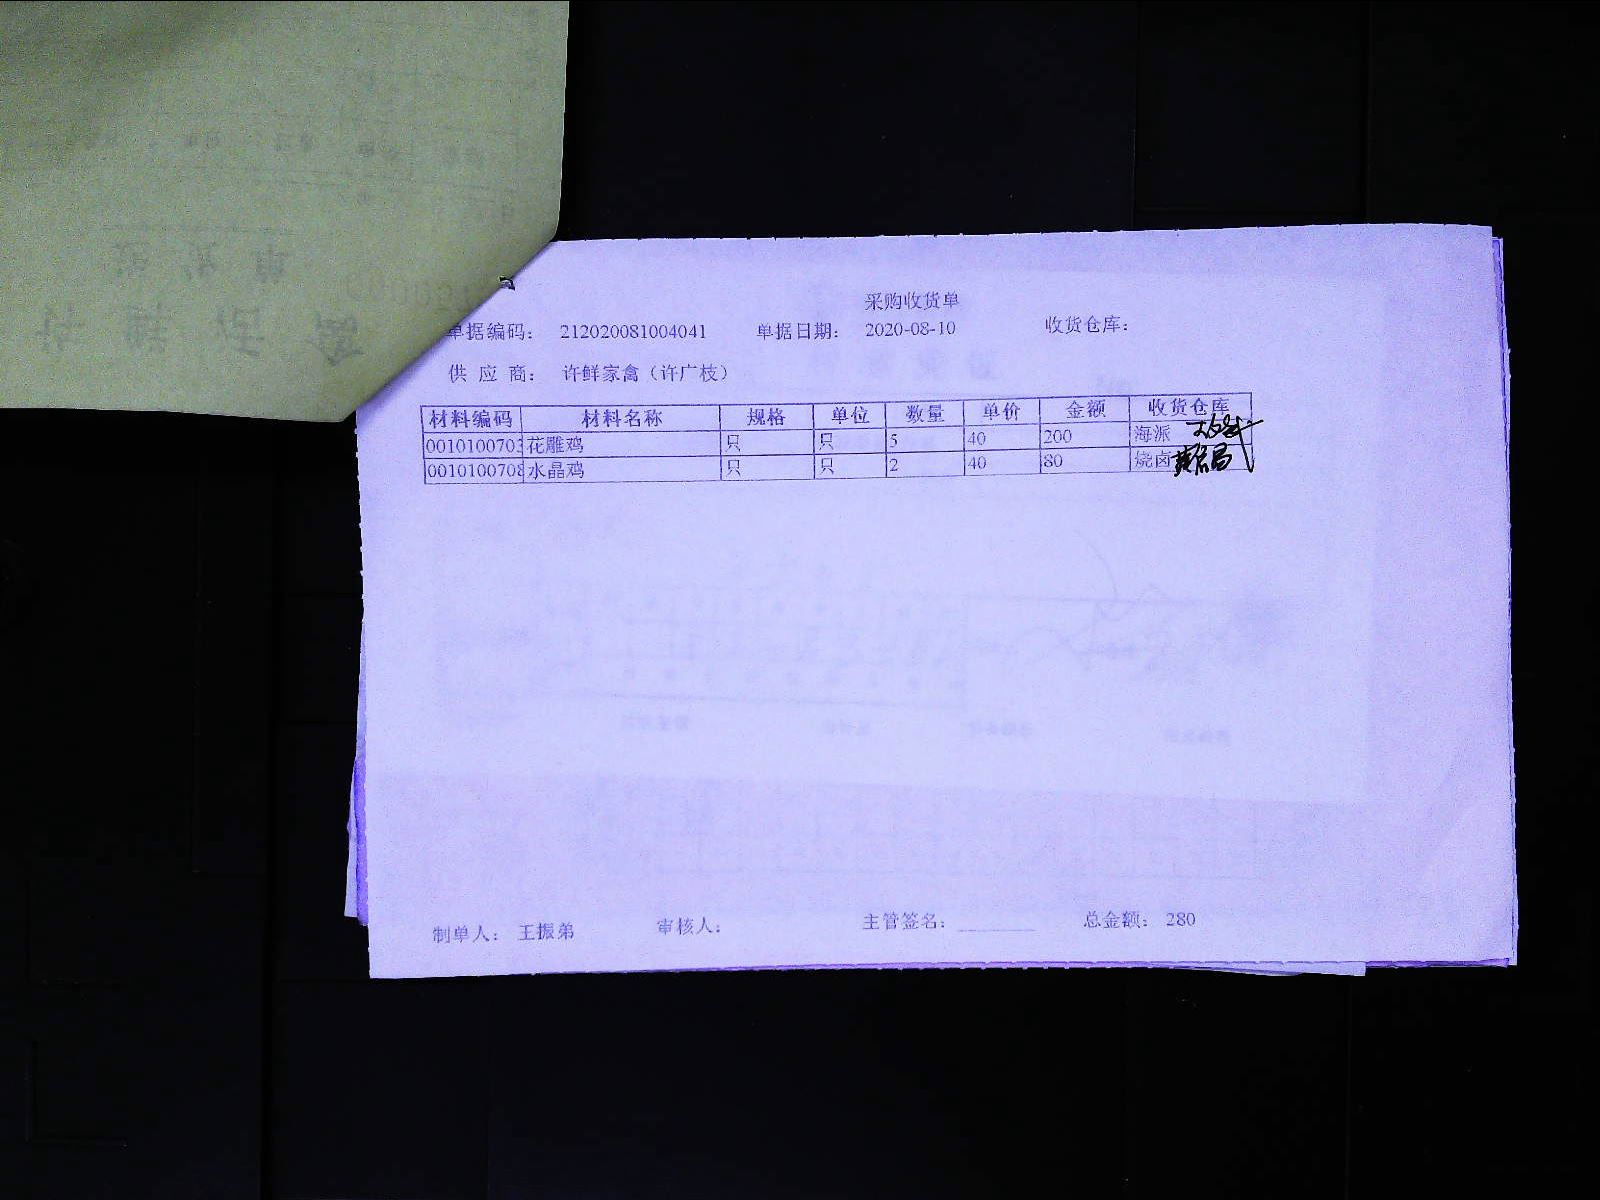 采购收货单
单据编码： 212020081004041 单据日期： 2020-08-10 收货仓库：
供 应 商： 许鲜家禽（许广枝）
材料编码 材料名称 规格 单位 数量 单价 金额 收货仓库
0010100703 花雕鸡 只 只 5 40 200 海派
0010100708 水晶鸡 只 只 2 40 80 烧卤
制单人： 王振弟 审核人： 主管签名： 总金额： 280